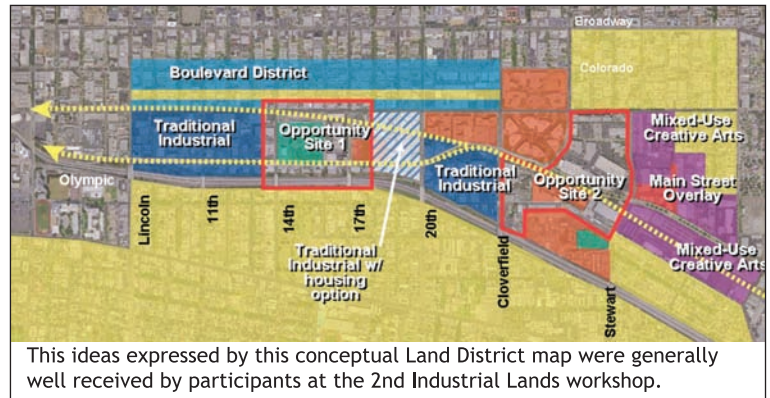 Broadway
Colorado
Boulevard District
Traditional
Industrial
Opportunity
Site 1
Mixed-Use
Creative Arts
Traditional
Industrial
Opportunity
Site 2
Main Street
Overlay
Olympic
Lincoln
11th
14th
17th
20th
Traditional
Industrial w/
housing
option
Cloverfield
Stewart
Mixed-Use
Creative Arts
This ideas expressed by this conceptual Land District map were generally
well received by participants at the 2nd Industrial Lands workshop.